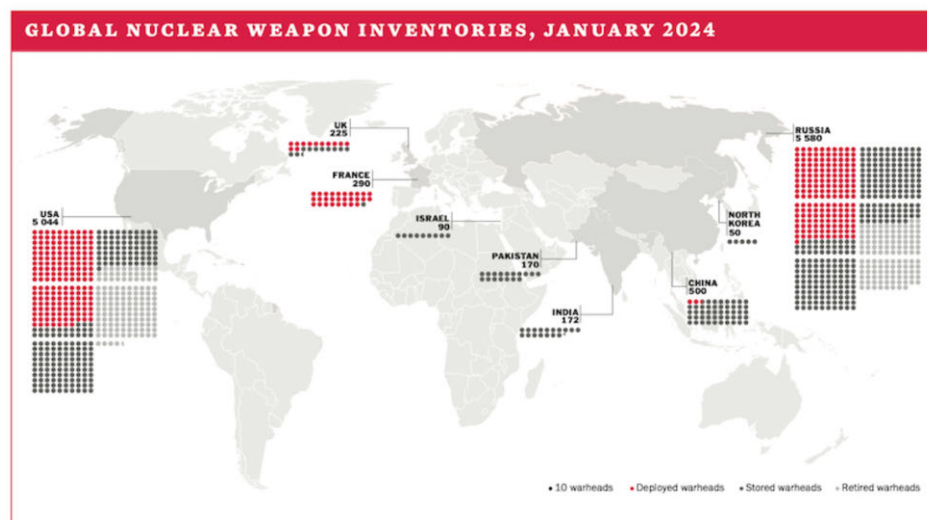 GLOBAL NUCLEAR WEAPON INVENTORIES, JANUARY 2024
UK
225
FRANCE
290
USA
5 044
ISRAEL
90
PAKISTAN
170
INDIA
172
RUSSIA
5 580
NORTH
KOREA
50
CHINA
500
10 warheads
Deployed warheads
Stored warheads
Retired warheads